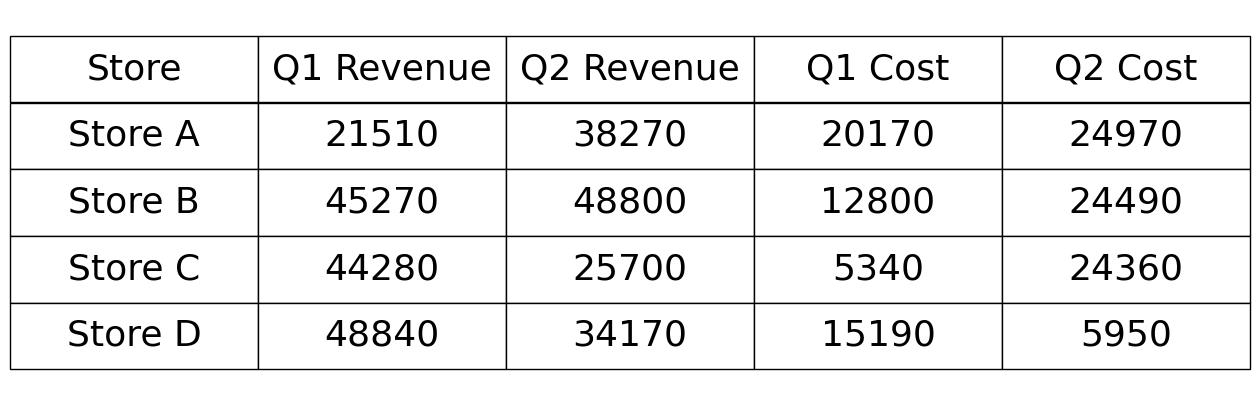 Store Q1 Revenue Q2 Revenue Q1 Cost Q2 Cost
Store A 21510 38270 20170 24970
Store B 45270 48800 12800 24490
Store C 44280 25700 5340 24360
Store D 48840 34170 15190 5950